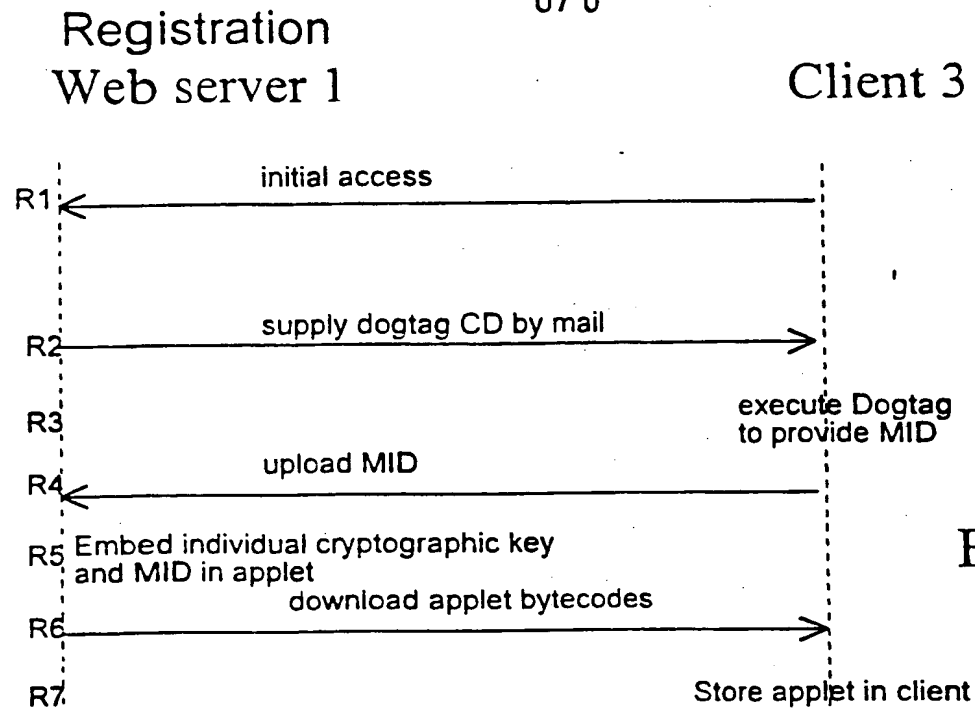 Registration
Web server 1
Client 3
R1
initial access
R2
supply dogtag CD by mail
R3
execute Dogtag
to provide MID
R4
upload MID
R5
Embed individual cryptographic key
and MID in applet
R6
download applet bytecodes
R7
Store applet in client